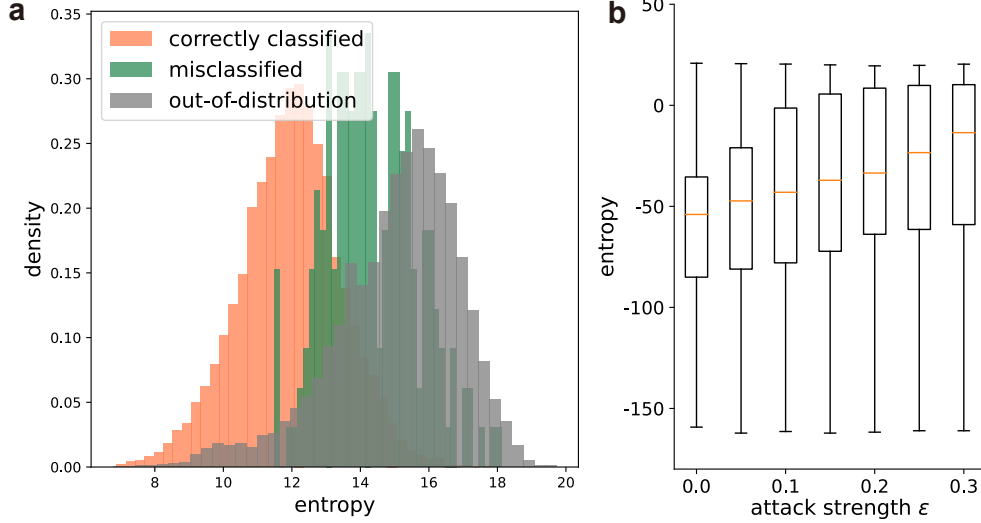 a
0.35
0.30
0.25
0.20
0.15
0.10
0.05
0.00
density
correctly classified
misclassified
out-of-distribution
8 10 12 14 16 18 20
entropy
b
50
0
-50
-100
-150
entropy
0.0 0.1 0.2 0.3
attack strength ε